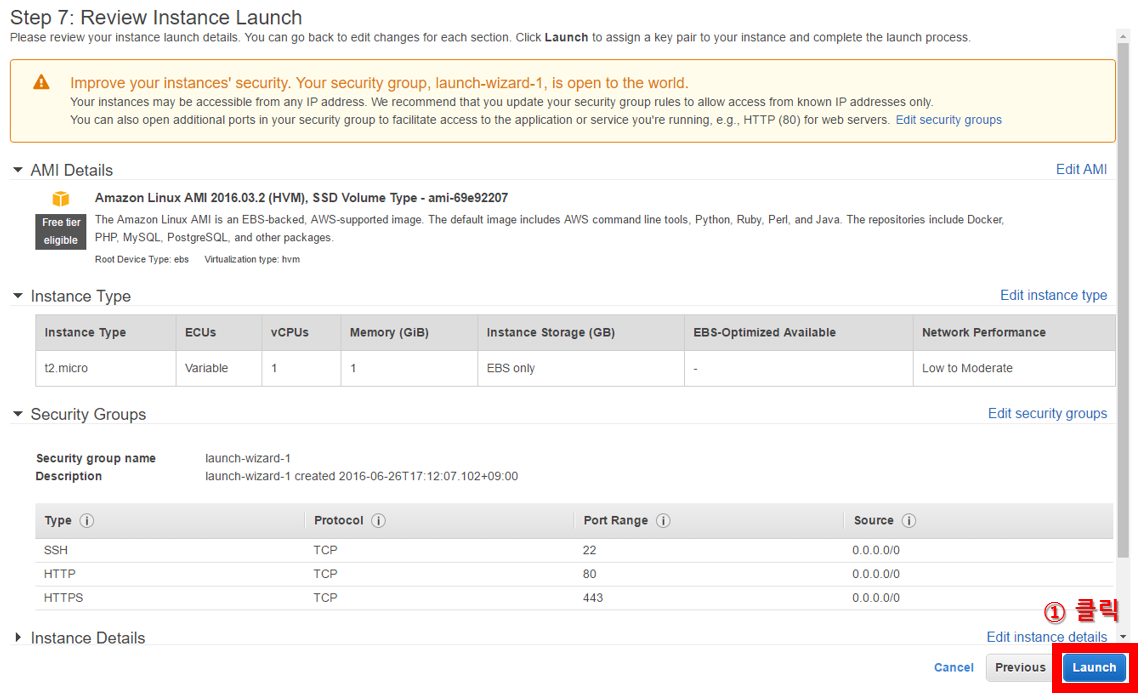 Step 7: Review Instance Launch
Please review your instance launch details. You can go back to edit changes for each section. Click Launch to assign a key pair to your instance and complete the launch process.
Improve your instances' security. Your security group, launch-wizard-1, is open to the world.
Your instances may be accessible from any IP address. We recommend that you update your security group rules to allow access from known IP addresses only.
You can also open additional ports in your security group to facilitate access to the application or service you're running, e.g., HTTP (80) for web servers. Edit security groups
AMI Details Edit AMI
Amazon Linux AMI 2016.03.2 (HVM), SSD Volume Type - ami-69e92207
Free tier eligible
The Amazon Linux AMI is an EBS-backed, AWS-supported image. The default image includes AWS command line tools, Python, Ruby, Perl, and Java. The repositories include Docker,
PHP, MySQL, PostgreSQL, and other packages.
Root Device Type: ebs Virtualization type: hvm
Instance Type Edit instance type
Instance Type ECUs vCPUs Memory (GiB) Instance Storage (GB) EBS-Optimized Available Network Performance
t2.micro Variable 1 1 EBS only - Low to Moderate
Security Groups Edit security groups
Security group name launch-wizard-1
Description launch-wizard-1 created 2016-06-26T17:12:07.102+09:00
Type i Protocol i Port Range i Source i
SSH TCP 22 0.0.0.0/0
HTTP TCP 80 0.0.0.0/0
HTTPS TCP 443 0.0.0.0/0
① 클릭
Instance Details Edit instance details
Cancel Previous Launch